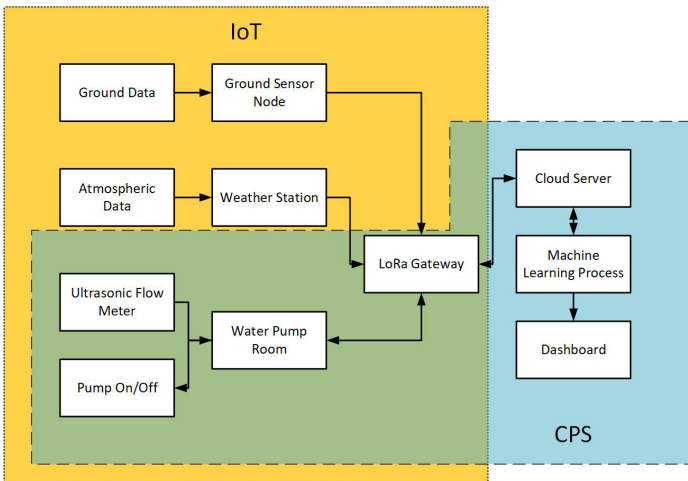 IoT
Ground Data
Ground Sensor
Node
Atmospheric
Data
Weather Station
Cloud Server
LoRa Gateway
Machine
Learning Process
Ultrasonic Flow
Meter
Water Pump
Room
Dashboard
Pump On/Off
CPS